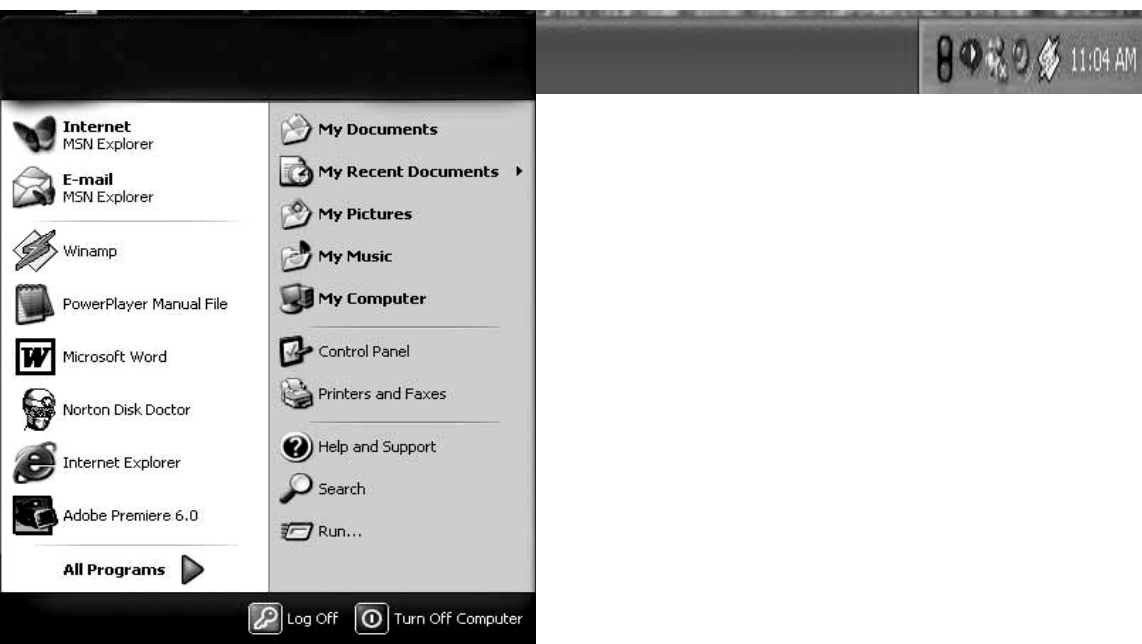 Internet
MSN Explorer
E-mail
MSN Explorer
Winamp
PowerPlayer Manual File
Microsoft Word
Norton Disk Doctor
Internet Explorer
Adobe Premiere 6.0
All Programs
My Documents
My Recent Documents
My Pictures
My Music
My Computer
Control Panel
Printers and Faxes
Help and Support
Search
Run...
Log Off
Turn Off Computer
11:04 AM